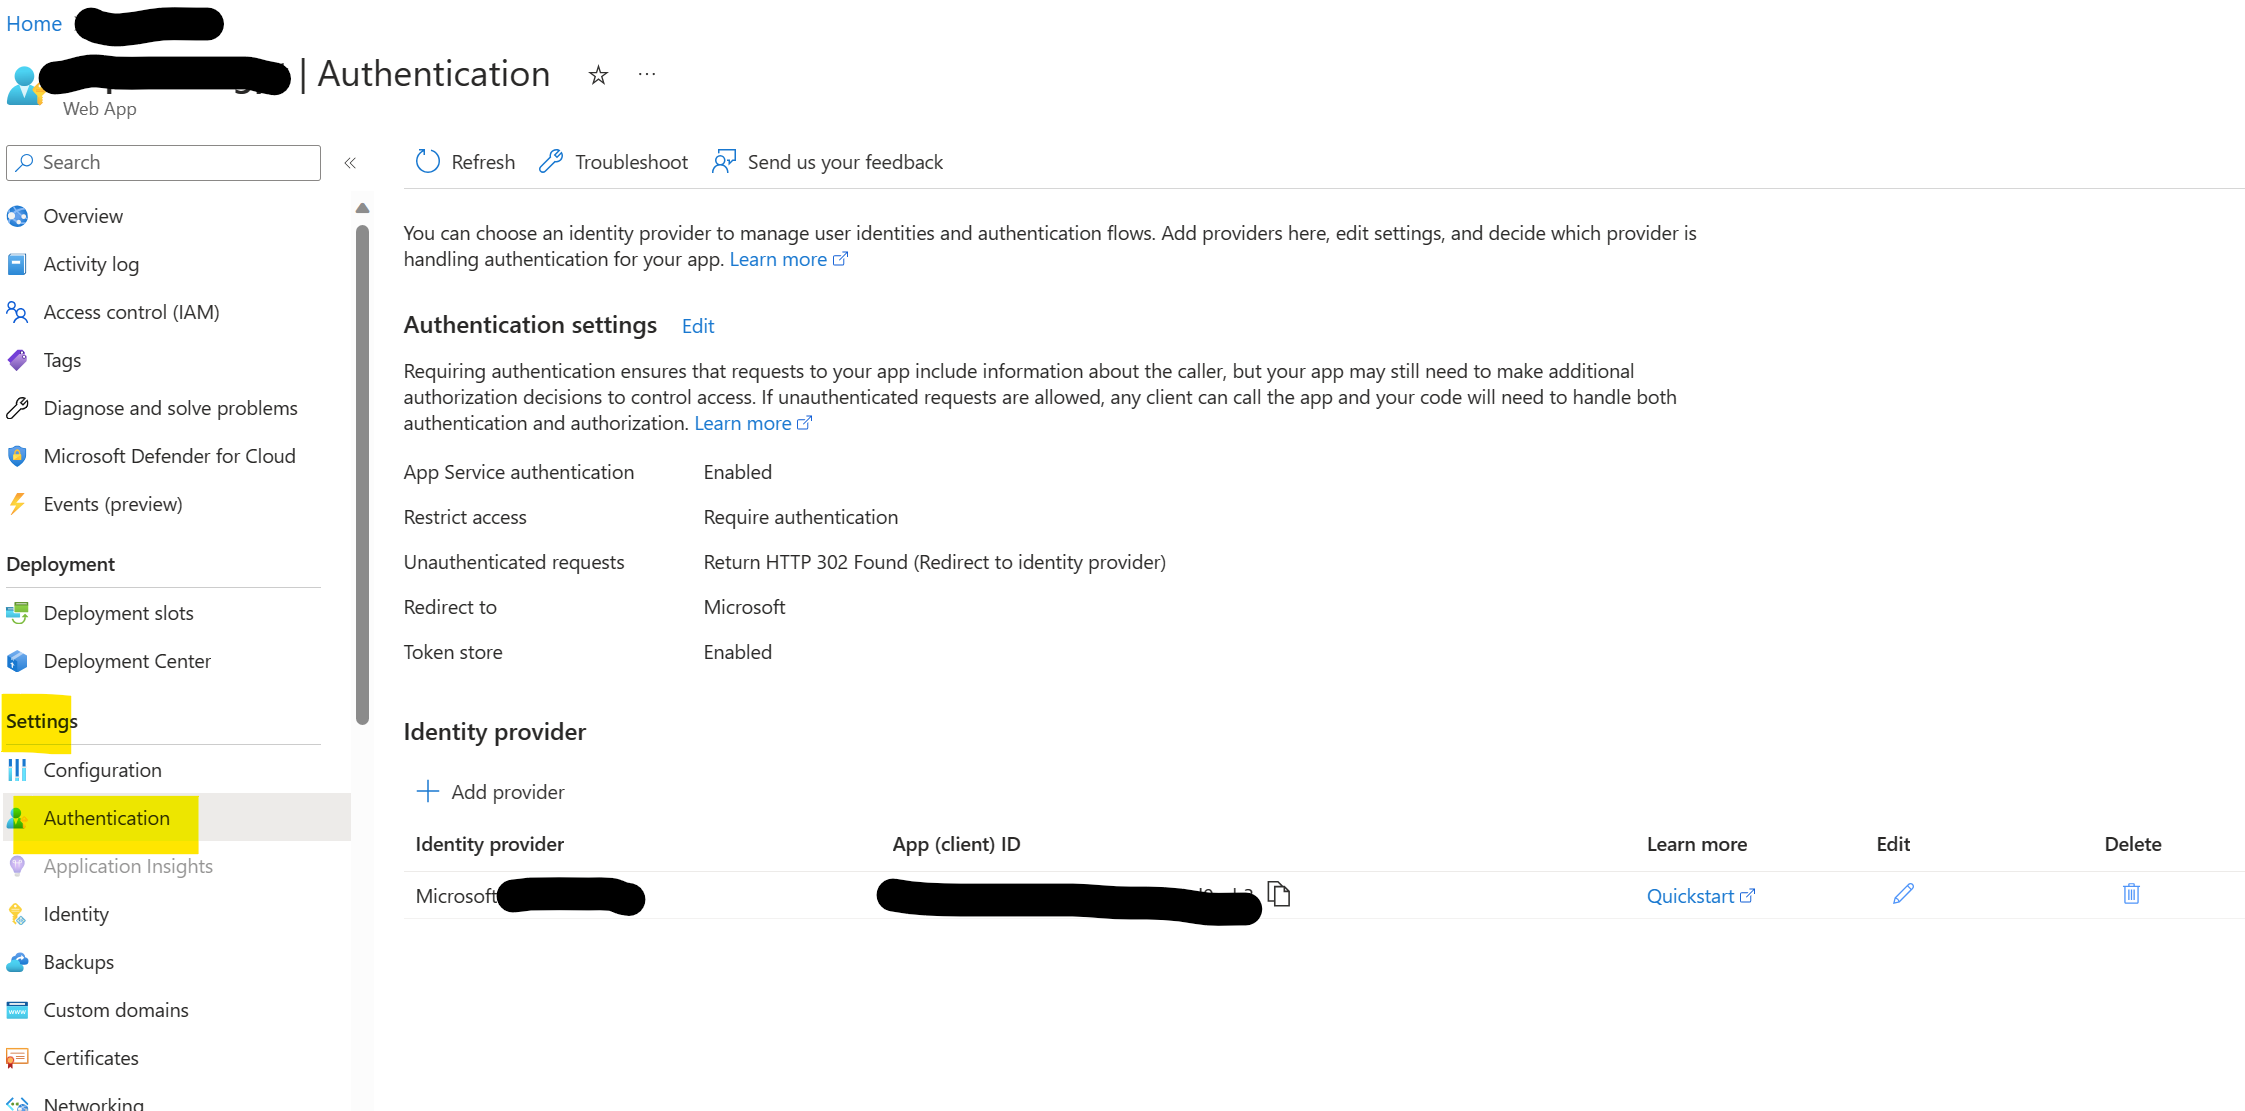 Home
| Authentication
Web App
Search
Refresh
Troubleshoot
Send us your feedback
Overview
Activity log
Access control (IAM)
Tags
Diagnose and solve problems
Microsoft Defender for Cloud
Events (preview)
Deployment
Deployment slots
Deployment Center
Settings
Configuration
Authentication
Application Insights
Identity
Backups
Custom domains
Certificates
Networking
You can choose an identity provider to manage user identities and authentication flows. Add providers here, edit settings, and decide which provider is
handling authentication for your app. Learn more
Authentication settings Edit
Requiring authentication ensures that requests to your app include information about the caller, but your app may still need to make additional
authorization decisions to control access. If unauthenticated requests are allowed, any client can call the app and your code will need to handle both
authentication and authorization. Learn more
App Service authentication Enabled
Restrict access Require authentication
Unauthenticated requests Return HTTP 302 Found (Redirect to identity provider)
Redirect to Microsoft
Token store Enabled
Identity provider
Add provider
Identity provider App (client) ID Learn more Edit Delete
Microsoft Quickstart